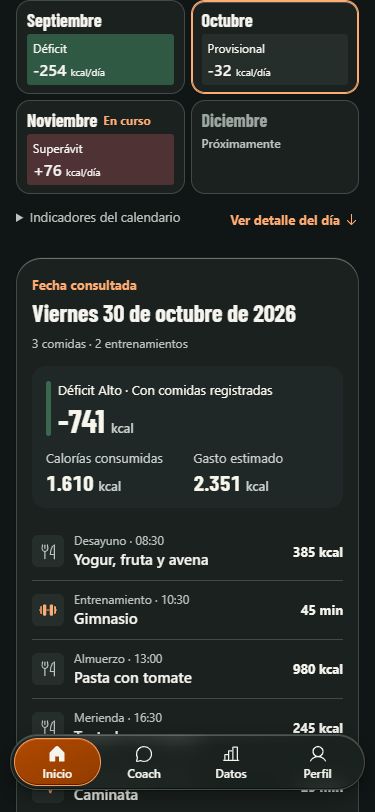 Septiembre
Déficit
-254 kcal/día
Octubre
Provisional
-32 kcal/día
Noviembre En curso
Superávit
+76 kcal/día
Diciembre
Próximamente
Indicadores del calendario
Ver detalle del día ↓
Fecha consultada
Viernes 30 de octubre de 2026
3 comidas · 2 entrenamientos
Déficit Alto · Con comidas registradas
-741 kcal
Calorías consumidas
1.610 kcal
Gasto estimado
2.351 kcal
Desayuno · 08:30
Yogur, fruta y avena
385 kcal
Entrenamiento · 10:30
Gimnasio
45 min
Almuerzo · 13:00
Pasta con tomate
980 kcal
Merienda · 16:30
245 kcal
Inicio
Coach
Datos
Perfil
Caminata